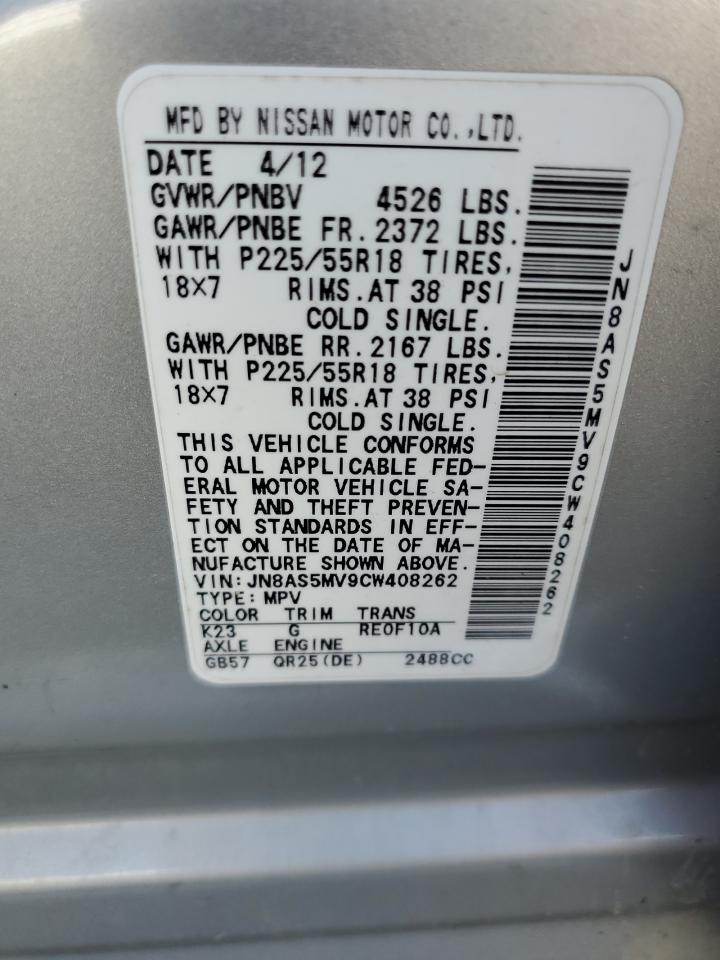 MFD BY NISSAN MOTOR CO.,LTD.
DATE 4/12
GVWR/PNBV 4526 LBS.
GAWR/PNBE FR.2372 LBS.
WITH P225/55R18 TIRES,
18X7 RIMS.AT 38 PSI
COLD SINGLE.
GAWR/PNBE RR.2167 LBS.
WITH P225/55R18 TIRES,
18X7 RIMS.AT 38 PSI
COLD SINGLE.
THIS VEHICLE CONFORMS
TO ALL APPLICABLE FED-
ERAL MOTOR VEHICLE SA-
FETY AND THEFT PREVEN-
TION STANDARDS IN EFF-
ECT ON THE DATE OF MA-
NUFACTURE SHOWN ABOVE.
VIN:JN8AS5MV9CW408262
TYPE:MPV
COLOR TRIM TRANS
K23 G RE0F10A
AXLE ENGINE
GB57 QR25(DE) 2488CC
JN8AS5MV9CW408262